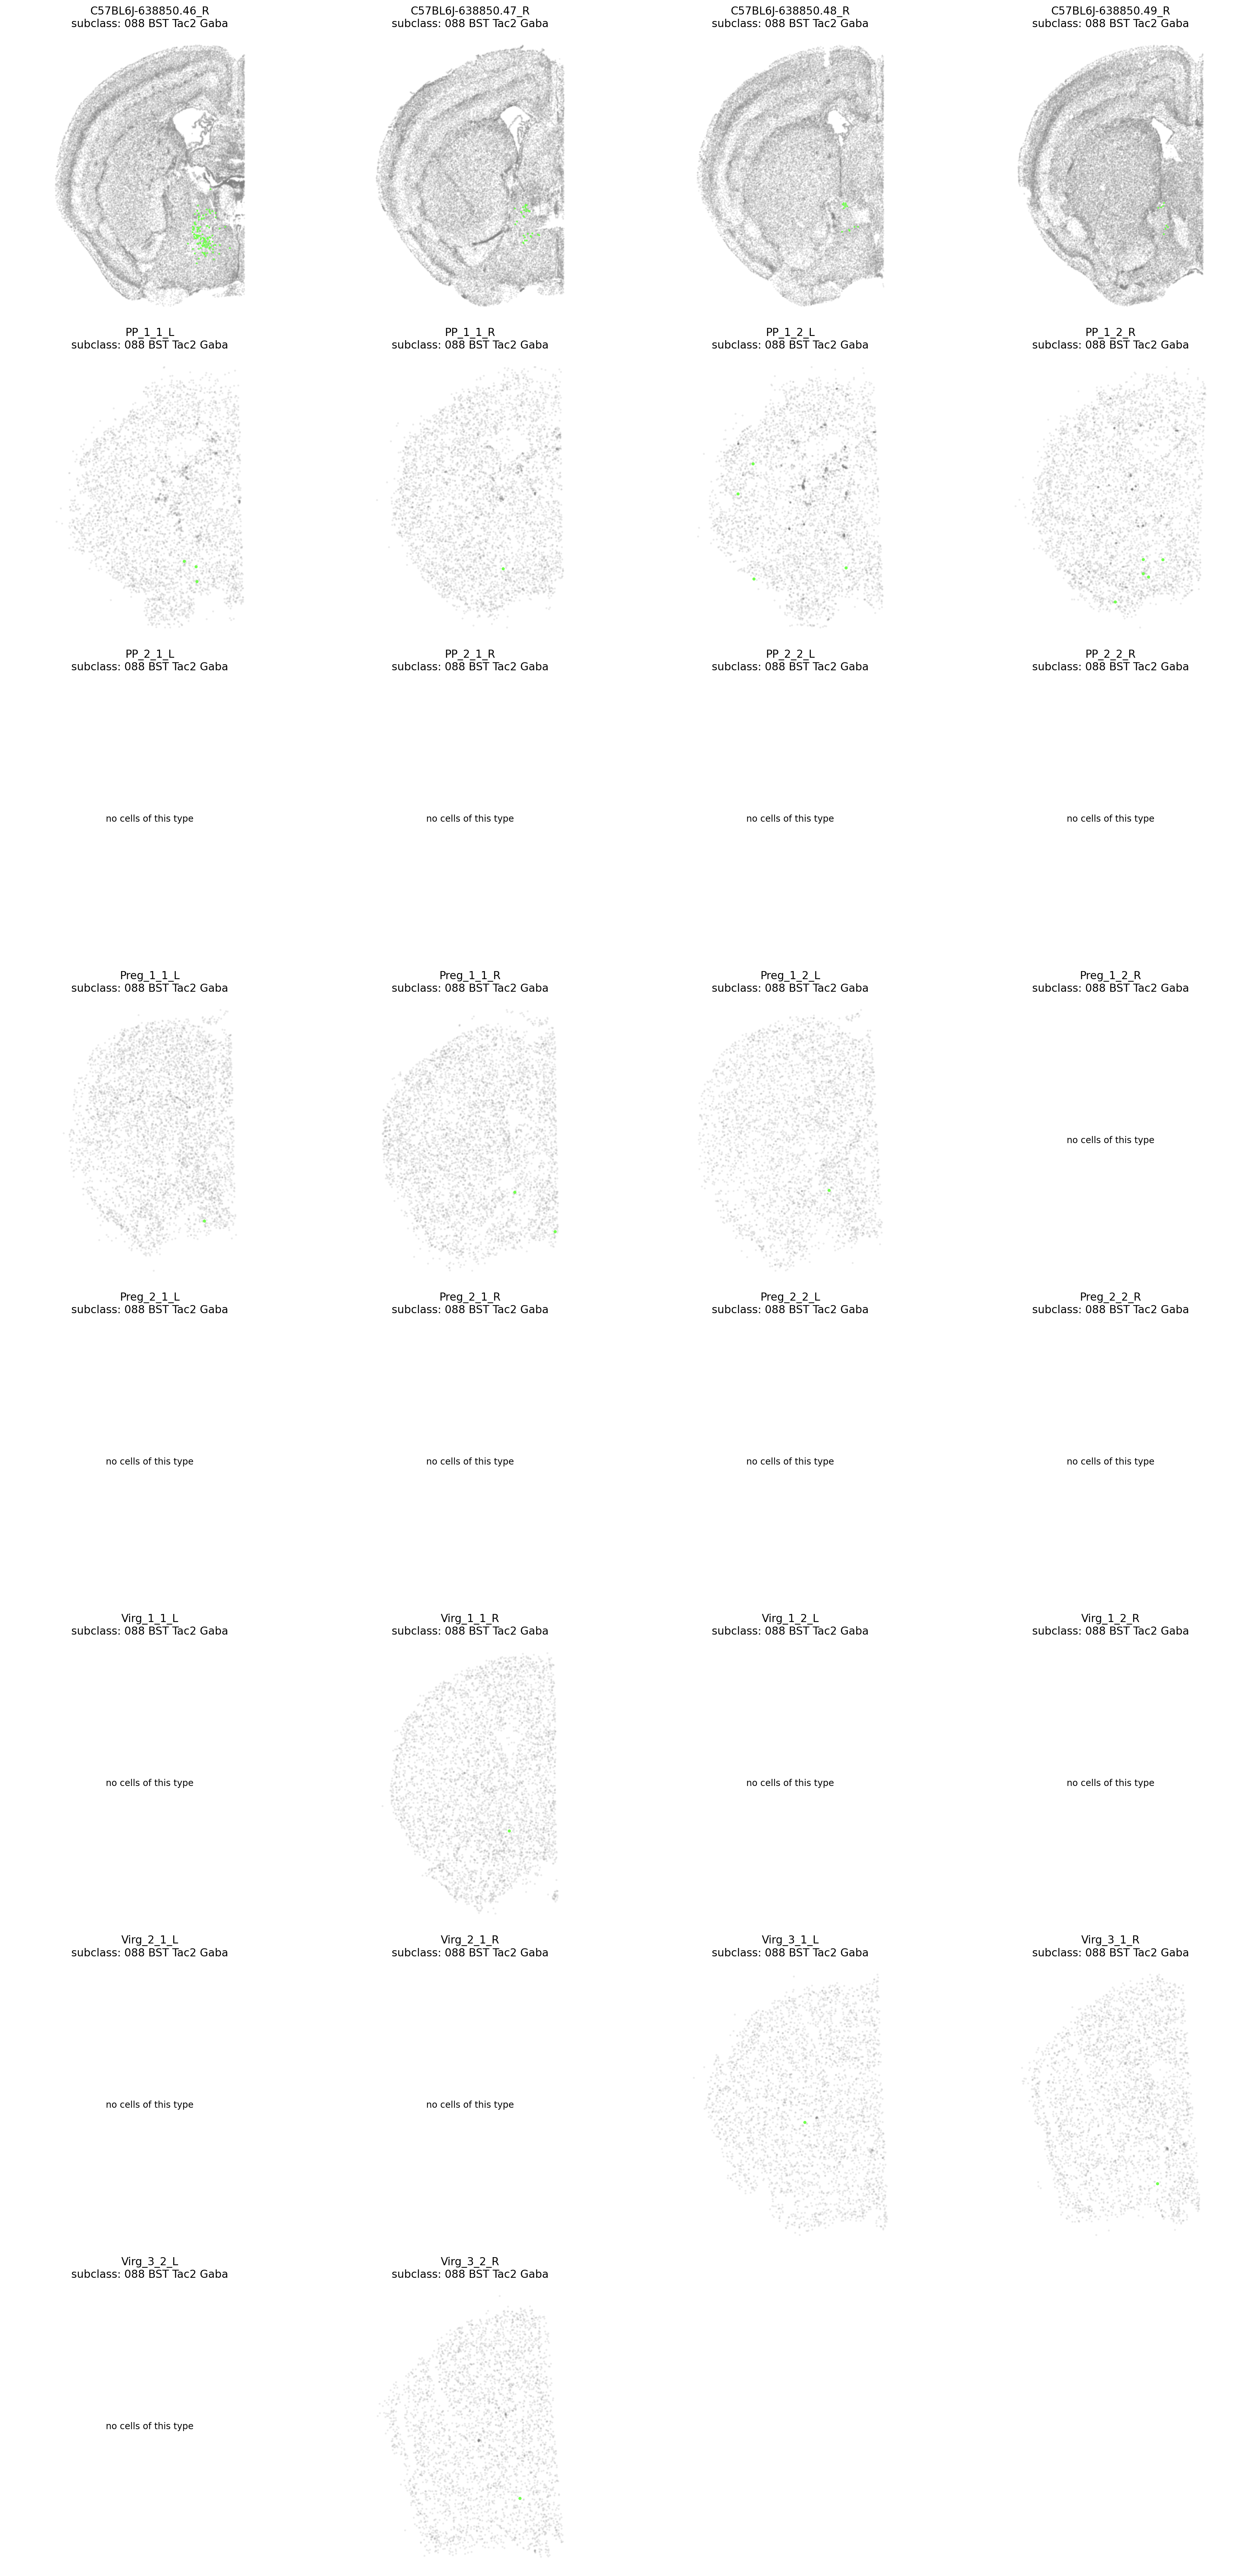 C57BL6J-638850.46_R
subclass: 088 BST Tac2 Gaba
C57BL6J-638850.47_R
subclass: 088 BST Tac2 Gaba
C57BL6J-638850.48_R
subclass: 088 BST Tac2 Gaba
C57BL6J-638850.49_R
subclass: 088 BST Tac2 Gaba
PP_1_1_L
subclass: 088 BST Tac2 Gaba
PP_1_1_R
subclass: 088 BST Tac2 Gaba
PP_1_2_L
subclass: 088 BST Tac2 Gaba
PP_1_2_R
subclass: 088 BST Tac2 Gaba
PP_2_1_L
subclass: 088 BST Tac2 Gaba
no cells of this type
PP_2_1_R
subclass: 088 BST Tac2 Gaba
no cells of this type
PP_2_2_L
subclass: 088 BST Tac2 Gaba
no cells of this type
PP_2_2_R
subclass: 088 BST Tac2 Gaba
no cells of this type
Preg_1_1_L
subclass: 088 BST Tac2 Gaba
Preg_1_1_R
subclass: 088 BST Tac2 Gaba
Preg_1_2_L
subclass: 088 BST Tac2 Gaba
Preg_1_2_R
subclass: 088 BST Tac2 Gaba
no cells of this type
Preg_2_1_L
subclass: 088 BST Tac2 Gaba
no cells of this type
Preg_2_1_R
subclass: 088 BST Tac2 Gaba
no cells of this type
Preg_2_2_L
subclass: 088 BST Tac2 Gaba
no cells of this type
Preg_2_2_R
subclass: 088 BST Tac2 Gaba
no cells of this type
Virg_1_1_L
subclass: 088 BST Tac2 Gaba
no cells of this type
Virg_1_1_R
subclass: 088 BST Tac2 Gaba
Virg_1_2_L
subclass: 088 BST Tac2 Gaba
no cells of this type
Virg_1_2_R
subclass: 088 BST Tac2 Gaba
no cells of this type
Virg_2_1_L
subclass: 088 BST Tac2 Gaba
no cells of this type
Virg_2_1_R
subclass: 088 BST Tac2 Gaba
no cells of this type
Virg_3_1_L
subclass: 088 BST Tac2 Gaba
Virg_3_1_R
subclass: 088 BST Tac2 Gaba
Virg_3_2_L
subclass: 088 BST Tac2 Gaba
no cells of this type
Virg_3_2_R
subclass: 088 BST Tac2 Gaba